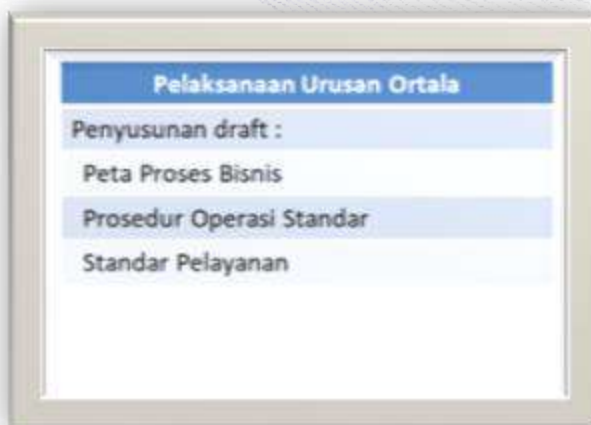 Pelaksanaan Urusan Ortala
Penyusunan draft :
Peta Proses Bisnis
Prosedur Operasi Standar
Standar Pelayanan